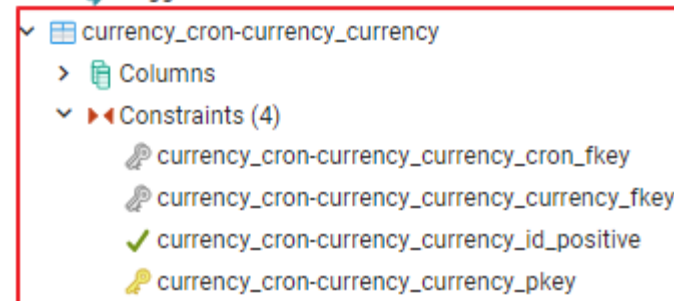 currency_cron-currency_currency
Columns
Constraints (4)
currency_cron-currency_currency_cron_fkey
currency_cron-currency_currency_currency_fkey
currency_cron-currency_currency_id_positive
currency_cron-currency_currency_pkey